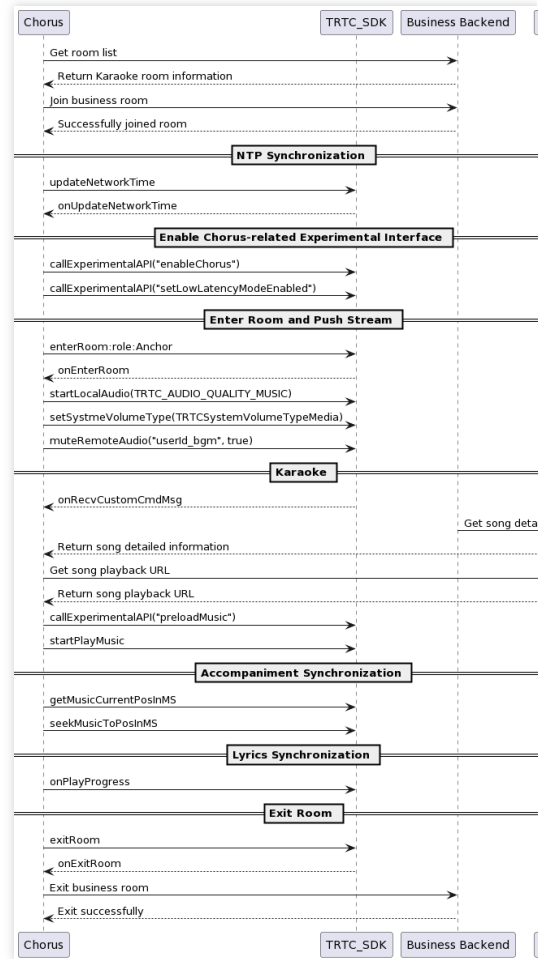 Chorus TRTC_SDK Business Backend
Get room list
Return Karaoke room information
Join business room
Successfully joined room
NTP Synchronization
updateNetworkTime
onUpdateNetworkTime
Enable Chorus-related Experimental Interface
callExperimentalAPI("enableChorus")
callExperimentalAPI("setLowLatencyModeEnabled")
Enter Room and Push Stream
enterRoom:role:Anchor
onEnterRoom
startLocalAudio(TRTC_AUDIO_QUALITY_MUSIC)
setSystmeVolumeType(TRTCSystemVolumeTypeMedia)
muteRemoteAudio("userId_bgm", true)
Karaoke
onRecvCustomCmdMsg
Get song deta
Return song detailed information
Get song playback URL
Return song playback URL
callExperimentalAPI("preloadMusic")
startPlayMusic
Accompaniment Synchronization
getMusicCurrentPosInMS
seekMusicToPosInMS
Lyrics Synchronization
onPlayProgress
Exit Room
exitRoom
onExitRoom
Exit business room
Exit successfully
Chorus TRTC_SDK Business Backend